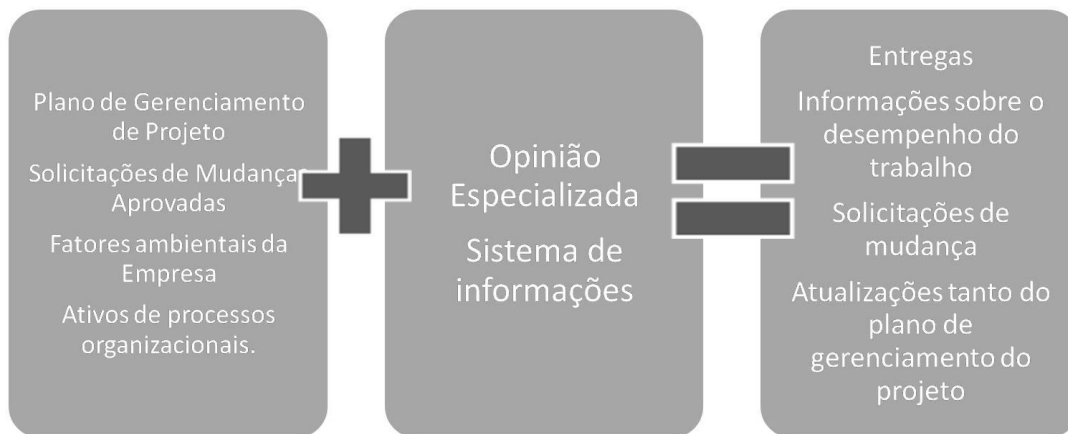 Plano de Gerenciamento
de Projeto
Solicitações de Mudanças
Aprovadas
Fatores ambientais da
Empresa
Ativos de processos
organizacionais.
Opinião
Especializada
Sistema de
informações
Entregas
Informações sobre o
desempenho do
trabalho
Solicitações de
mudança
Atualizações tanto do
plano de
gerenciamento do
projeto